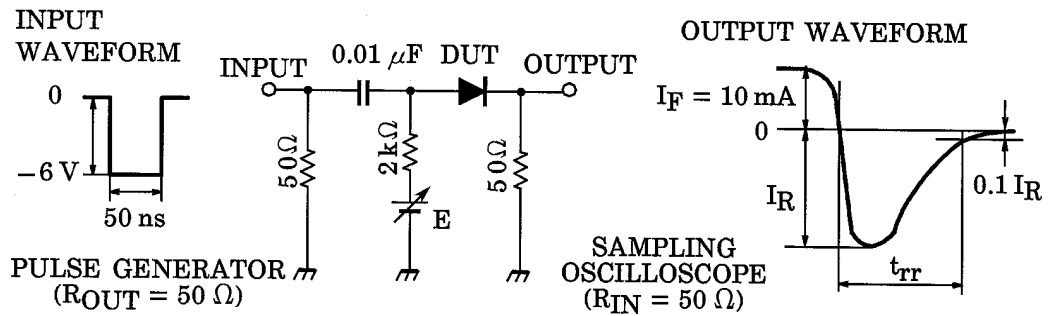 INPUT
WAVEFORM
0
−6 V
50 ns
PULSE GENERATOR
(ROUT = 50 Ω)
INPUT
0.01 μF
DUT
OUTPUT
50Ω
2kΩ
E
50Ω
SAMPLING
OSCILLOSCOPE
(RIN = 50 Ω)
OUTPUT WAVEFORM
IF = 10 mA
0
IR
0.1 IR
trr